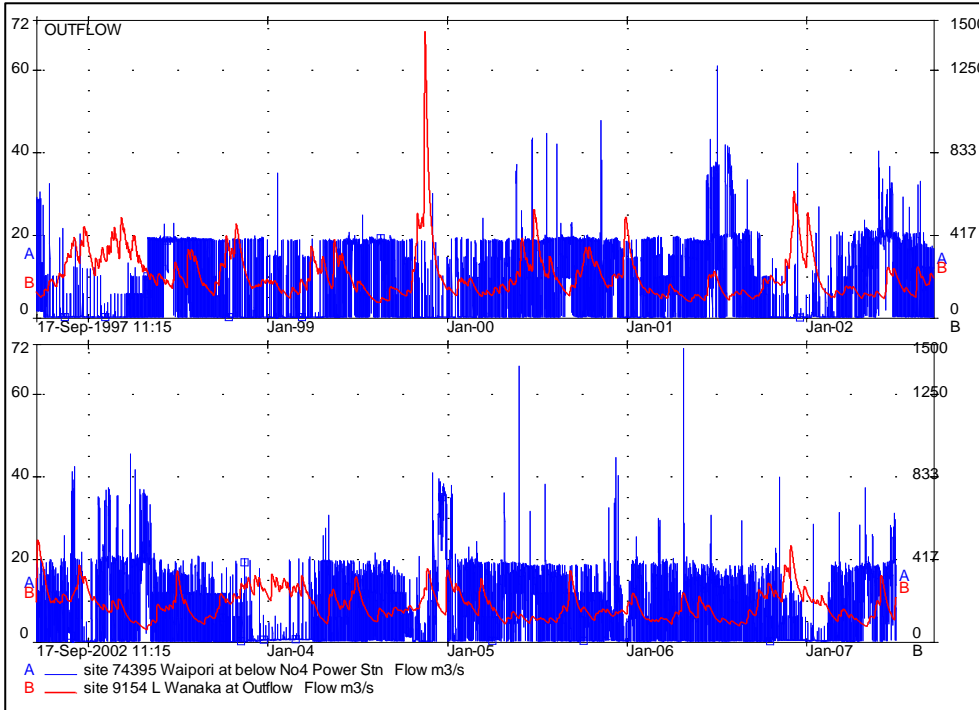 72 OUTFLOW 1500
60 1250
40 833
20 417
A A
B B
0 0
17-Sep-1997 11:15 Jan-99 Jan-00 Jan-01 Jan-02 B
72 1500
60 1250
40 833
20 417
A A
B B
0 0
17-Sep-2002 11:15 Jan-04 Jan-05 Jan-06 Jan-07 B
A site 74395 Waipori at below No4 Power Stn Flow m3/s
B site 9154 L Wanaka at Outflow Flow m3/s